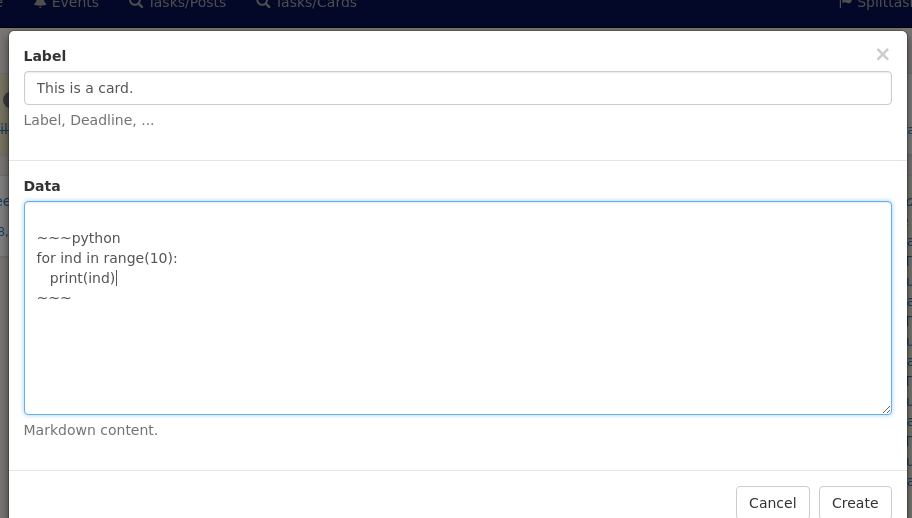 Events Tasks/Posts Tasks/Cards
Label
×
This is a card.
Label, Deadline, ...
Data
~~~python
for ind in range(10):
   print(ind)
~~~
Markdown content.
Cancel Create